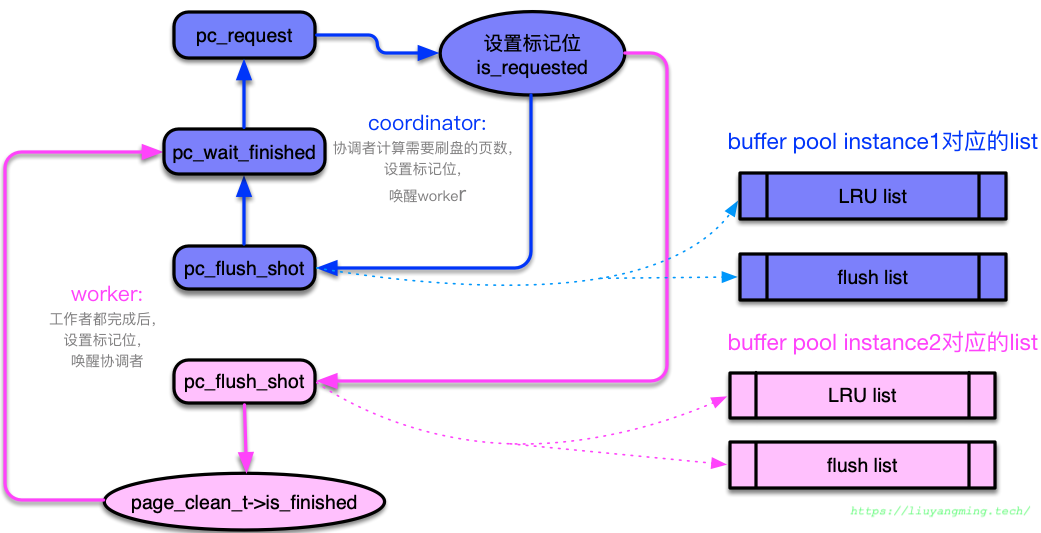 pc_request
设置标记位
is_requested
coordinator:
协调者计算需要刷盘的页数,
设置标记位,
唤醒worker
pc_wait_finished
pc_flush_shot
buffer pool instance1对应的list
LRU list
flush list
worker:
工作者都完成后,
设置标记位,
唤醒协调者
pc_flush_shot
page_clean_t->is_finished
buffer pool instance2对应的list
LRU list
flush list
https://liuyangming.tech/